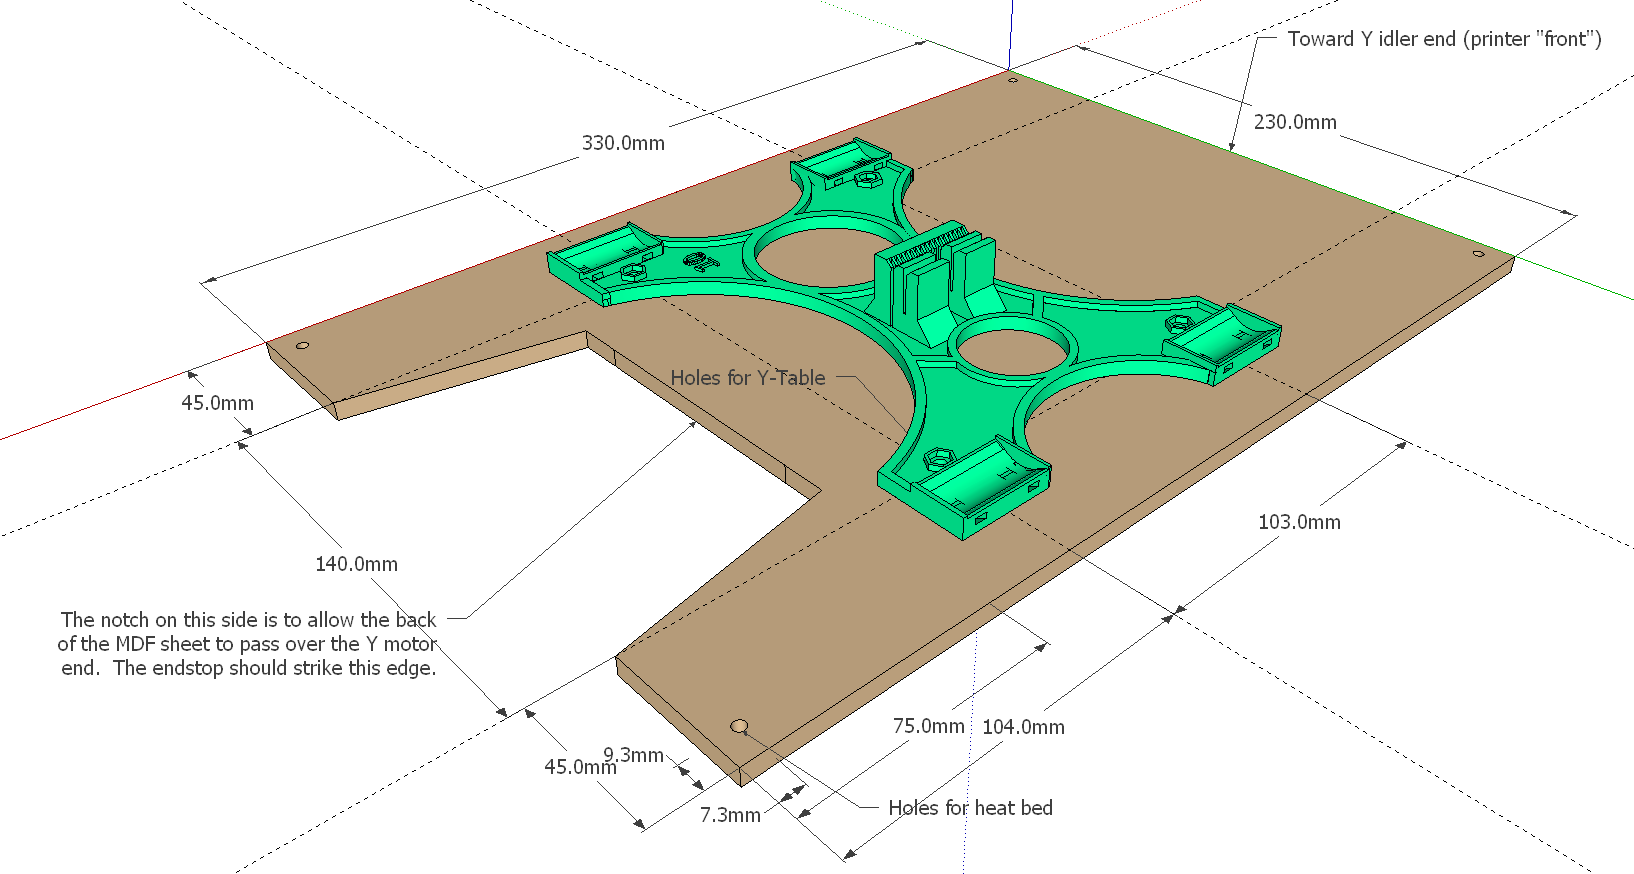 Toward Y idler end (printer "front")
330.0mm
230.0mm
45.0mm
Holes for Y-Table
140.0mm
103.0mm
The notch on this side is to allow the back
of the MDF sheet to pass over the Y motor
end.  The endstop should strike this edge.
75.0mm
104.0mm
9.3mm
45.0mm
7.3mm
Holes for heat bed